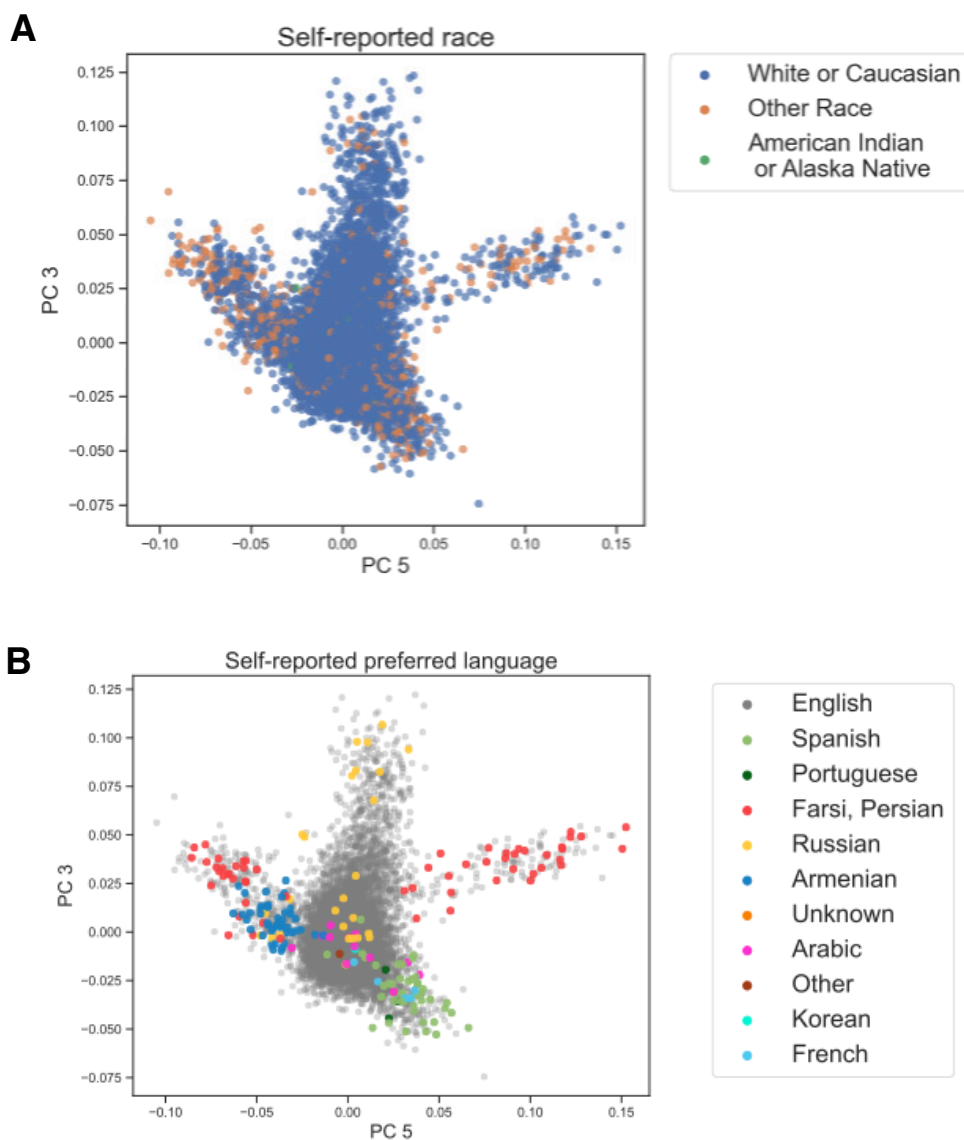 A
Self-reported race
0.125
0.100
0.075
0.050
0.025
0.000
−0.025
−0.050
−0.075
PC 3
−0.10
−0.05
0.00
0.05
0.10
0.15
PC 5
White or Caucasian
Other Race
American Indian
or Alaska Native
B
Self-reported preferred language
0.125
0.100
0.075
0.050
0.025
0.000
−0.025
−0.050
−0.075
PC 3
−0.10
−0.05
0.00
0.05
0.10
0.15
PC 5
English
Spanish
Portuguese
Farsi, Persian
Russian
Armenian
Unknown
Arabic
Other
Korean
French